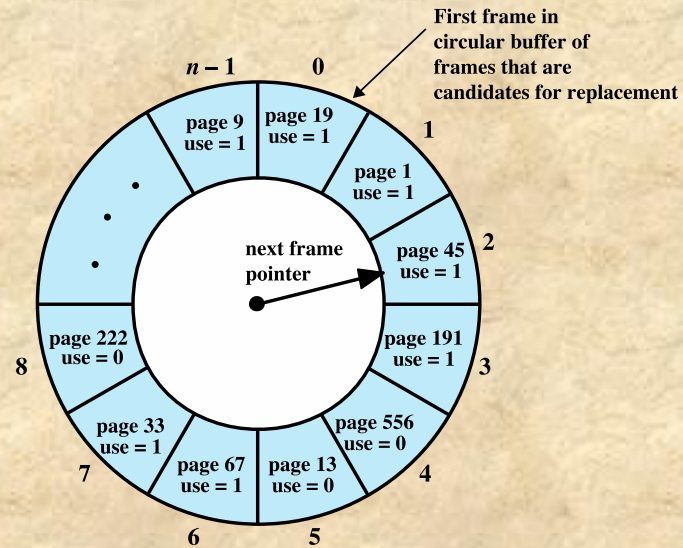 First frame in
circular buffer of
frames that are
candidates for replacement
n – 1
0
page 9
use = 1
page 19
use = 1
1
page 1
use = 1
2
page 45
use = 1
next frame
pointer
page 191
use = 1
3
page 556
use = 0
4
page 13
use = 0
5
page 67
use = 1
6
page 33
use = 1
7
page 222
use = 0
8